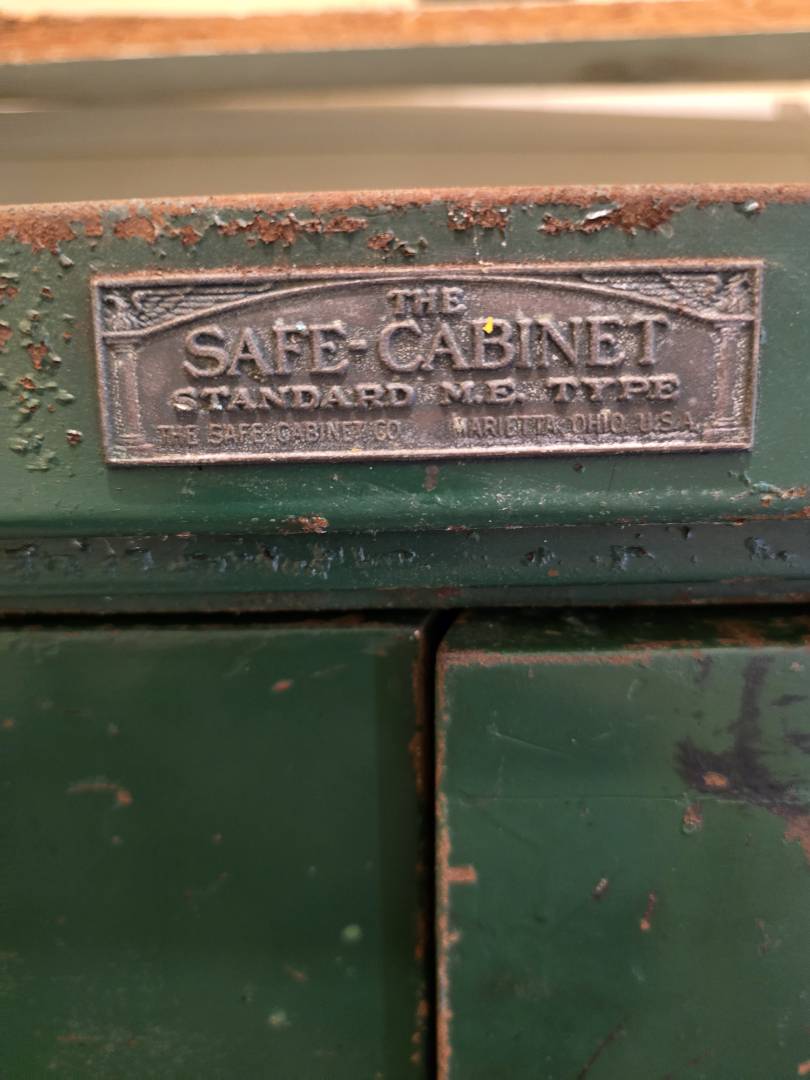 THE
SAFE-CABINET
STANDARD M.E. TYPE
THE SAFE-CABINET CO MARIETTA, OHIO, U.S.A.